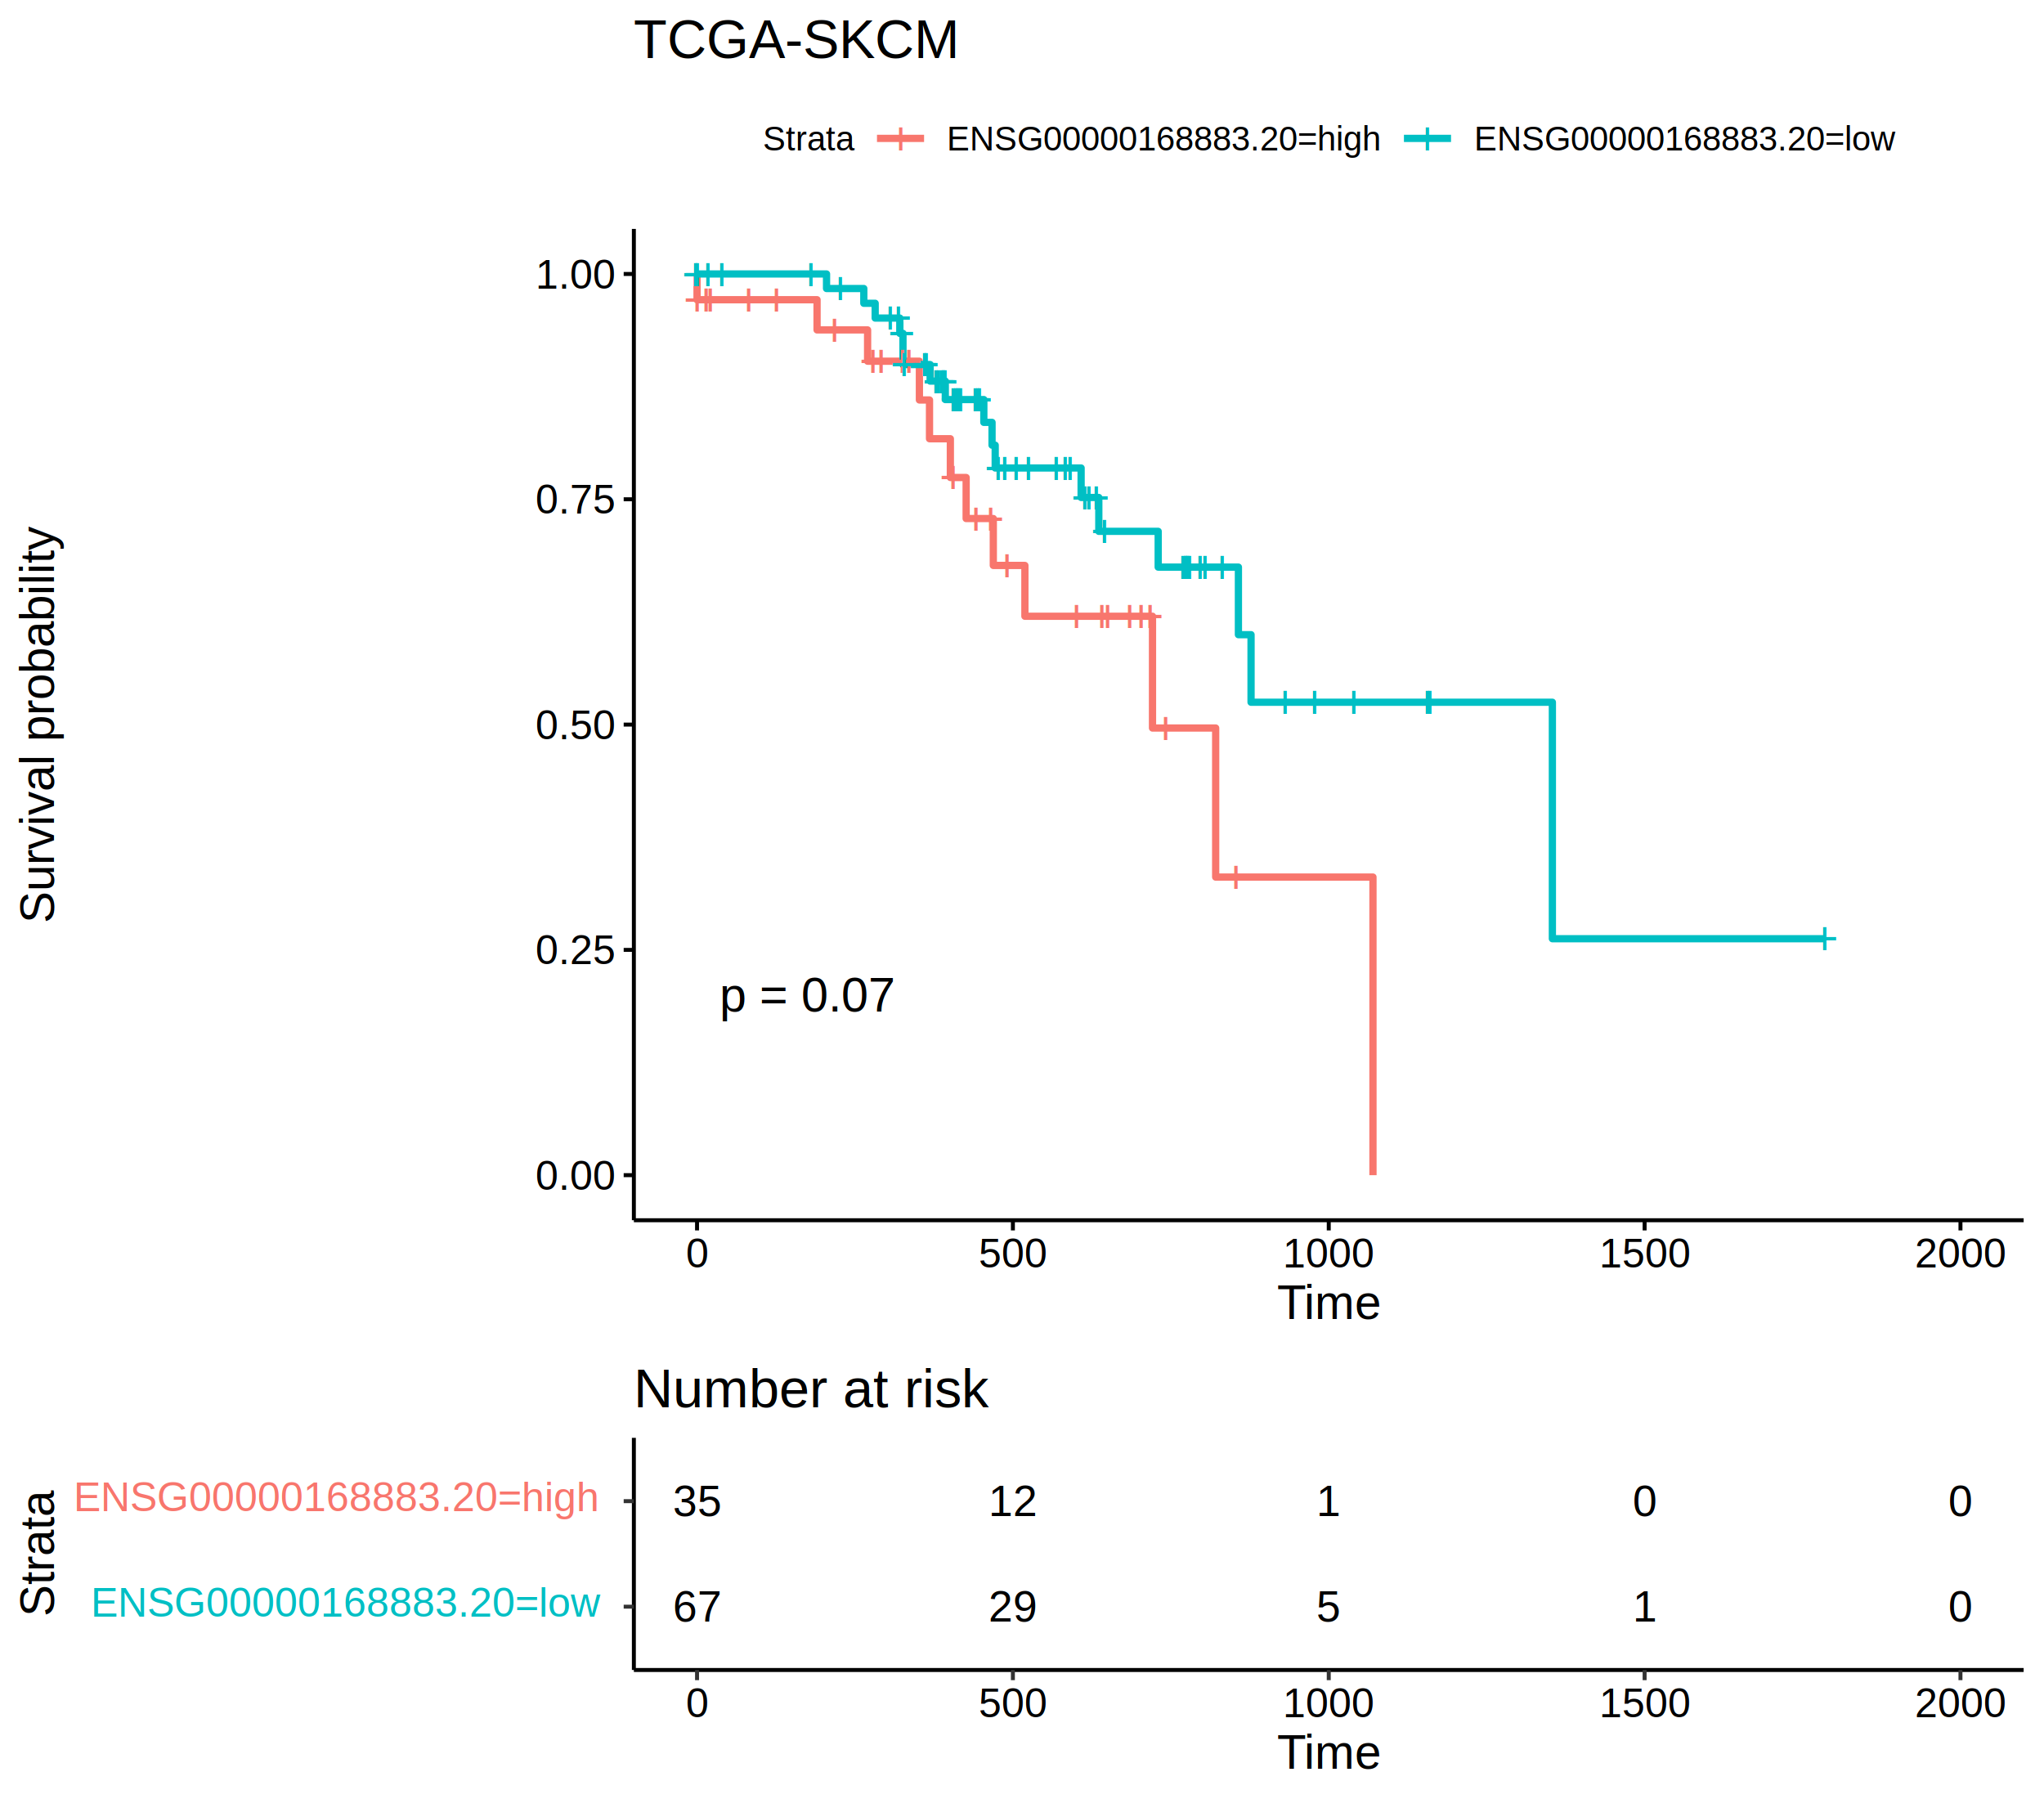 TCGA-SKCM
Strata ENSG00000168883.20=high ENSG00000168883.20=low
Survival probability
1.00
0.75
0.50
0.25
0.00
p = 0.07
0 500 1000 1500 2000
Time
Number at risk
Strata
ENSG00000168883.20=high 35 12 1 0 0
ENSG00000168883.20=low 67 29 5 1 0
0 500 1000 1500 2000
Time